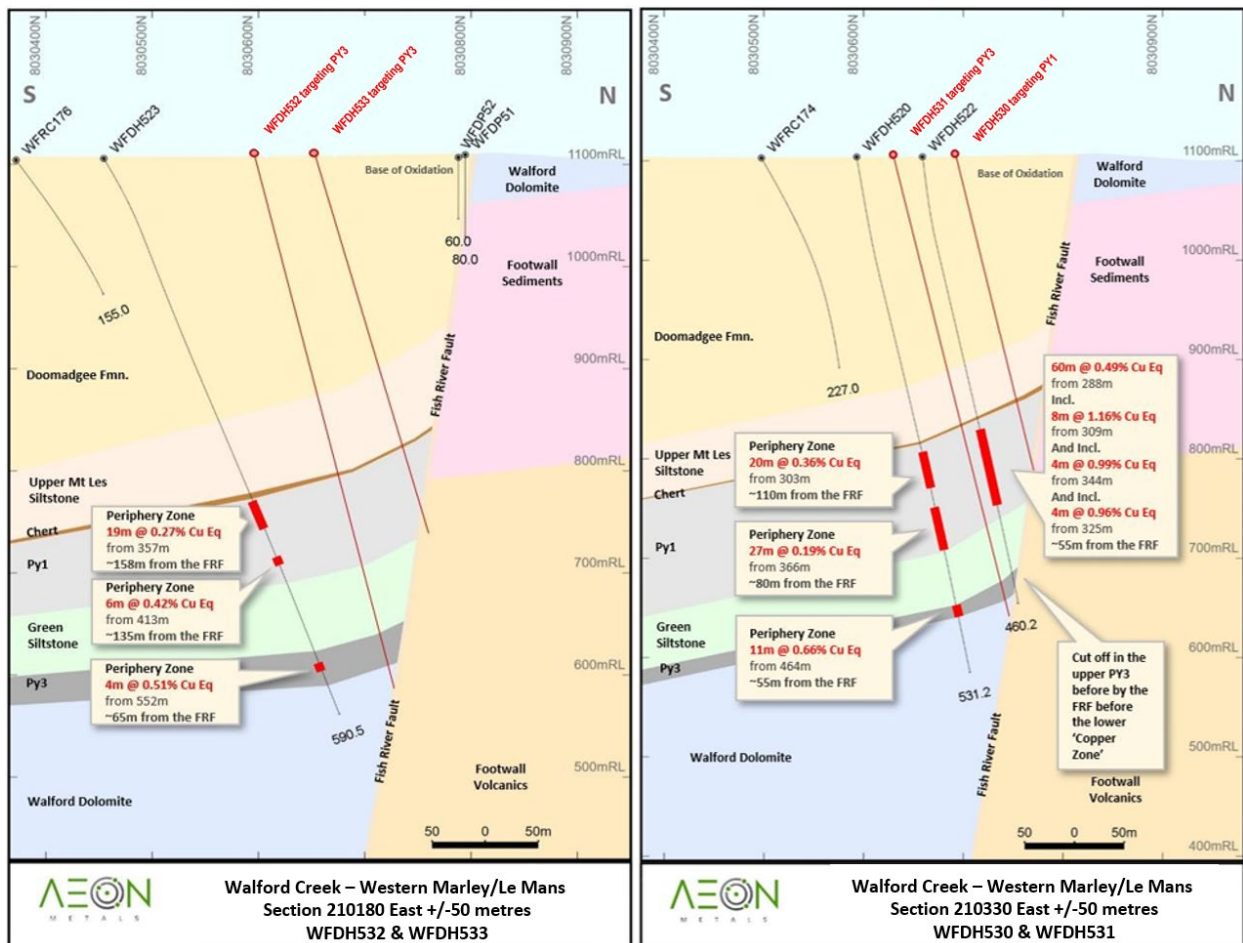 8030400N
8030500N
8030600N
8030800N
8030900N
S
N
WFRC176
WFDH523
WFDH532 targeting PY3
WFDH533 targeting PY3
WFDP52
WFDP51
1100mRL
Base of Oxidation
Walford
Dolomite
60.0
80.0
1000mRL
Footwall
Sediments
155.0
Doomadgee Fmn.
900mRL
Fish River Fault
800mRL
Upper Mt Les
Siltstone
Chert
Py1
Periphery Zone
19m @ 0.27% Cu Eq
from 357m
~158m from the FRF
700mRL
Periphery Zone
6m @ 0.42% Cu Eq
from 413m
~135m from the FRF
Green
Siltstone
600mRL
Py3
Periphery Zone
4m @ 0.51% Cu Eq
from 552m
~65m from the FRF
590.5
Fish River Fault
500mRL
Walford Dolomite
Footwall
Volcanics
50 0 50m
AEON
METALS
Walford Creek – Western Marley/Le Mans
Section 210180 East +/-50 metres
WFDH532 & WFDH533
8030400N
8030500N
8030600N
8030900N
S
N
WFRC174
WFDH520
WFDH531 targeting PY3
WFDH522
WFDH530 targeting PY1
1100mRL
Base of Oxidation
Walford
Dolomite
1000mRL
Footwall
Sediments
Fish River Fault
Doomadgee Fmn.
900mRL
227.0
60m @ 0.49% Cu Eq
from 288m
Incl.
8m @ 1.16% Cu Eq
from 309m
And Incl.
4m @ 0.99% Cu Eq
from 344m
And Incl.
4m @ 0.96% Cu Eq
from 325m
~55m from the FRF
800mRL
Upper Mt Les
Siltstone
Chert
Periphery Zone
20m @ 0.36% Cu Eq
from 303m
~110m from the FRF
Py1
700mRL
Periphery Zone
27m @ 0.19% Cu Eq
from 366m
~80m from the FRF
Green
Siltstone
Py3
Periphery Zone
11m @ 0.66% Cu Eq
from 464m
~55m from the FRF
460.2
600mRL
531.2
Cut off in the
upper PY3
before by the
FRF before
the lower
‘Copper
Zone’
Fish River Fault
500mRL
Walford Dolomite
Footwall
Volcanics
50 0 50m
400mRL
AEON
METALS
Walford Creek – Western Marley/Le Mans
Section 210330 East +/-50 metres
WFDH530 & WFDH531